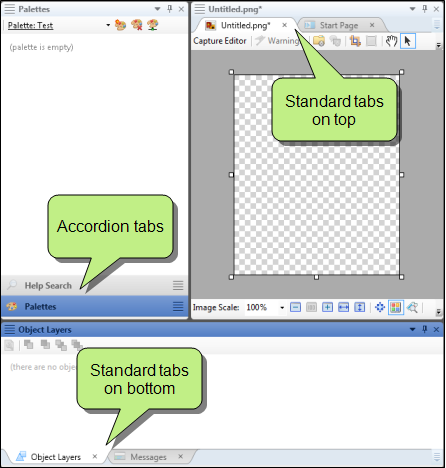 Palettes
Palette: Test
(palette is empty)
Accordion tabs
Help Search
Palettes
Untitled.png*
Untitled.png*
Start Page
Capture Editor
Warning
Standard tabs
on top
Image Scale: 100%
Object Layers
(there are no obje
Standard tabs
on bottom
Object Layers
Messages